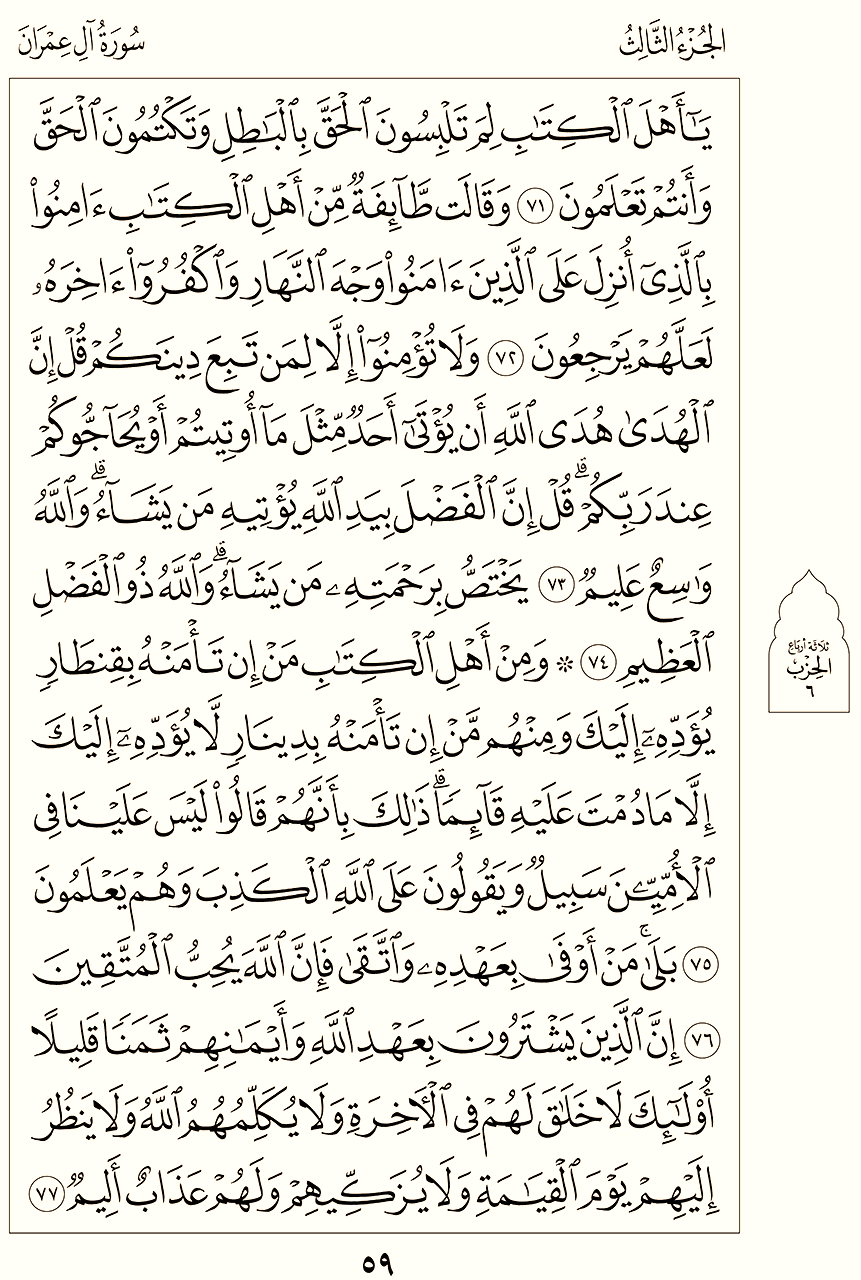 الجُزْءُ الثَّالِثُ
سُورَةُ آلِ عِمْرَانَ
يَٰٓأَهْلَ ٱلْكِتَٰبِ لِمَ تَلْبِسُونَ ٱلْحَقَّ بِٱلْبَٰطِلِ وَتَكْتُمُونَ ٱلْحَقَّ
وَأَنتُمْ تَعْلَمُونَ ٧١ وَقَالَت طَّآئِفَةٌ مِّنْ أَهْلِ ٱلْكِتَٰبِ ءَامِنُوا۟
بِٱلَّذِىٓ أُنزِلَ عَلَى ٱلَّذِينَ ءَامَنُوا۟ وَجْهَ ٱلنَّهَارِ وَٱكْفُرُوٓا۟ ءَاخِرَهُۥ
لَعَلَّهُمْ يَرْجِعُونَ ٧٢ وَلَا تُؤْمِنُوٓا۟ إِلَّا لِمَن تَبِعَ دِينَكُمْ قُلْ إِنَّ
ٱلْهُدَىٰ هُدَى ٱللَّهِ أَن يُؤْتَىٰٓ أَحَدٌ مِّثْلَ مَآ أُوتِيتُمْ أَوْ يُحَآجُّوكُمْ
عِندَ رَبِّكُمْ ۗ قُلْ إِنَّ ٱلْفَضْلَ بِيَدِ ٱللَّهِ يُؤْتِيهِ مَن يَشَآءُ ۗ وَٱللَّهُ
وَٰسِعٌ عَلِيمٌ ٧٣ يَخْتَصُّ بِرَحْمَتِهِۦ مَن يَشَآءُ ۗ وَٱللَّهُ ذُو ٱلْفَضْلِ
ٱلْعَظِيمِ ٧٤ ۞ وَمِنْ أَهْلِ ٱلْكِتَٰبِ مَنْ إِن تَأْمَنْهُ بِقِنطَارٍ
يُؤَدِّهِۦٓ إِلَيْكَ وَمِنْهُم مَّنْ إِن تَأْمَنْهُ بِدِينَارٍ لَّا يُؤَدِّهِۦٓ إِلَيْكَ
إِلَّا مَا دُمْتَ عَلَيْهِ قَآئِمًا ۗ ذَٰلِكَ بِأَنَّهُمْ قَالُوا۟ لَيْسَ عَلَيْنَا فِى
ٱلْأُمِّيِّۦنَ سَبِيلٌ وَيَقُولُونَ عَلَى ٱللَّهِ ٱلْكَذِبَ وَهُمْ يَعْلَمُونَ
٧٥ بَلَىٰ ۚ مَنْ أَوْفَىٰ بِعَهْدِهِۦ وَٱتَّقَىٰ فَإِنَّ ٱللَّهَ يُحِبُّ ٱلْمُتَّقِينَ
٧٦ إِنَّ ٱلَّذِينَ يَشْتَرُونَ بِعَهْدِ ٱللَّهِ وَأَيْمَٰنِهِمْ ثَمَنًا قَلِيلًا
أُو۟لَٰٓئِكَ لَا خَلَٰقَ لَهُمْ فِى ٱلْءَاخِرَةِ وَلَا يُكَلِّمُهُمُ ٱللَّهُ وَلَا يَنظُرُ
إِلَيْهِمْ يَوْمَ ٱلْقِيَٰمَةِ وَلَا يُزَكِّيهِمْ وَلَهُمْ عَذَابٌ أَلِيمٌ ٧٧
ثلاثة أرباع
الحزب
٦
٥٩